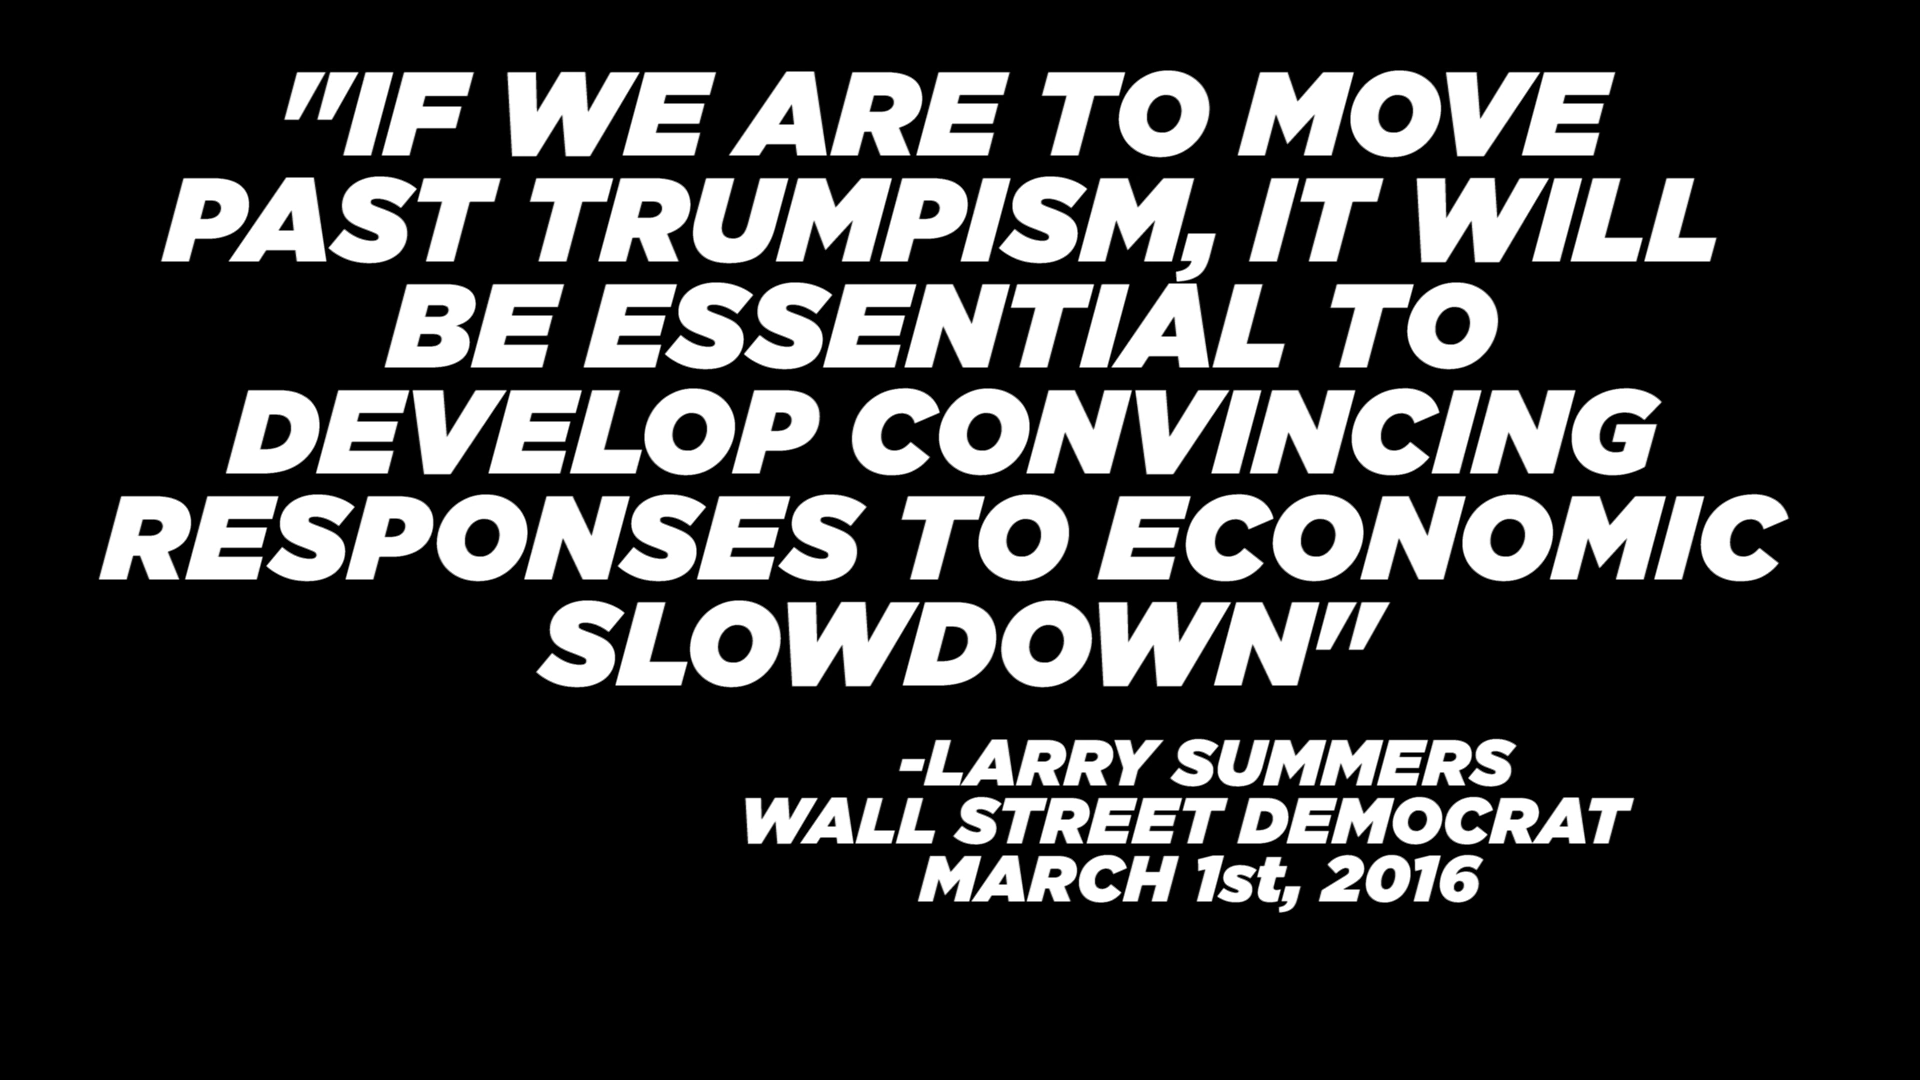 "IF WE ARE TO MOVE
PAST TRUMPISM, IT WILL
BE ESSENTIAL TO
DEVELOP CONVINCING
RESPONSES TO ECONOMIC
SLOWDOWN"
-LARRY SUMMERS
WALL STREET DEMOCRAT
MARCH 1st, 2016